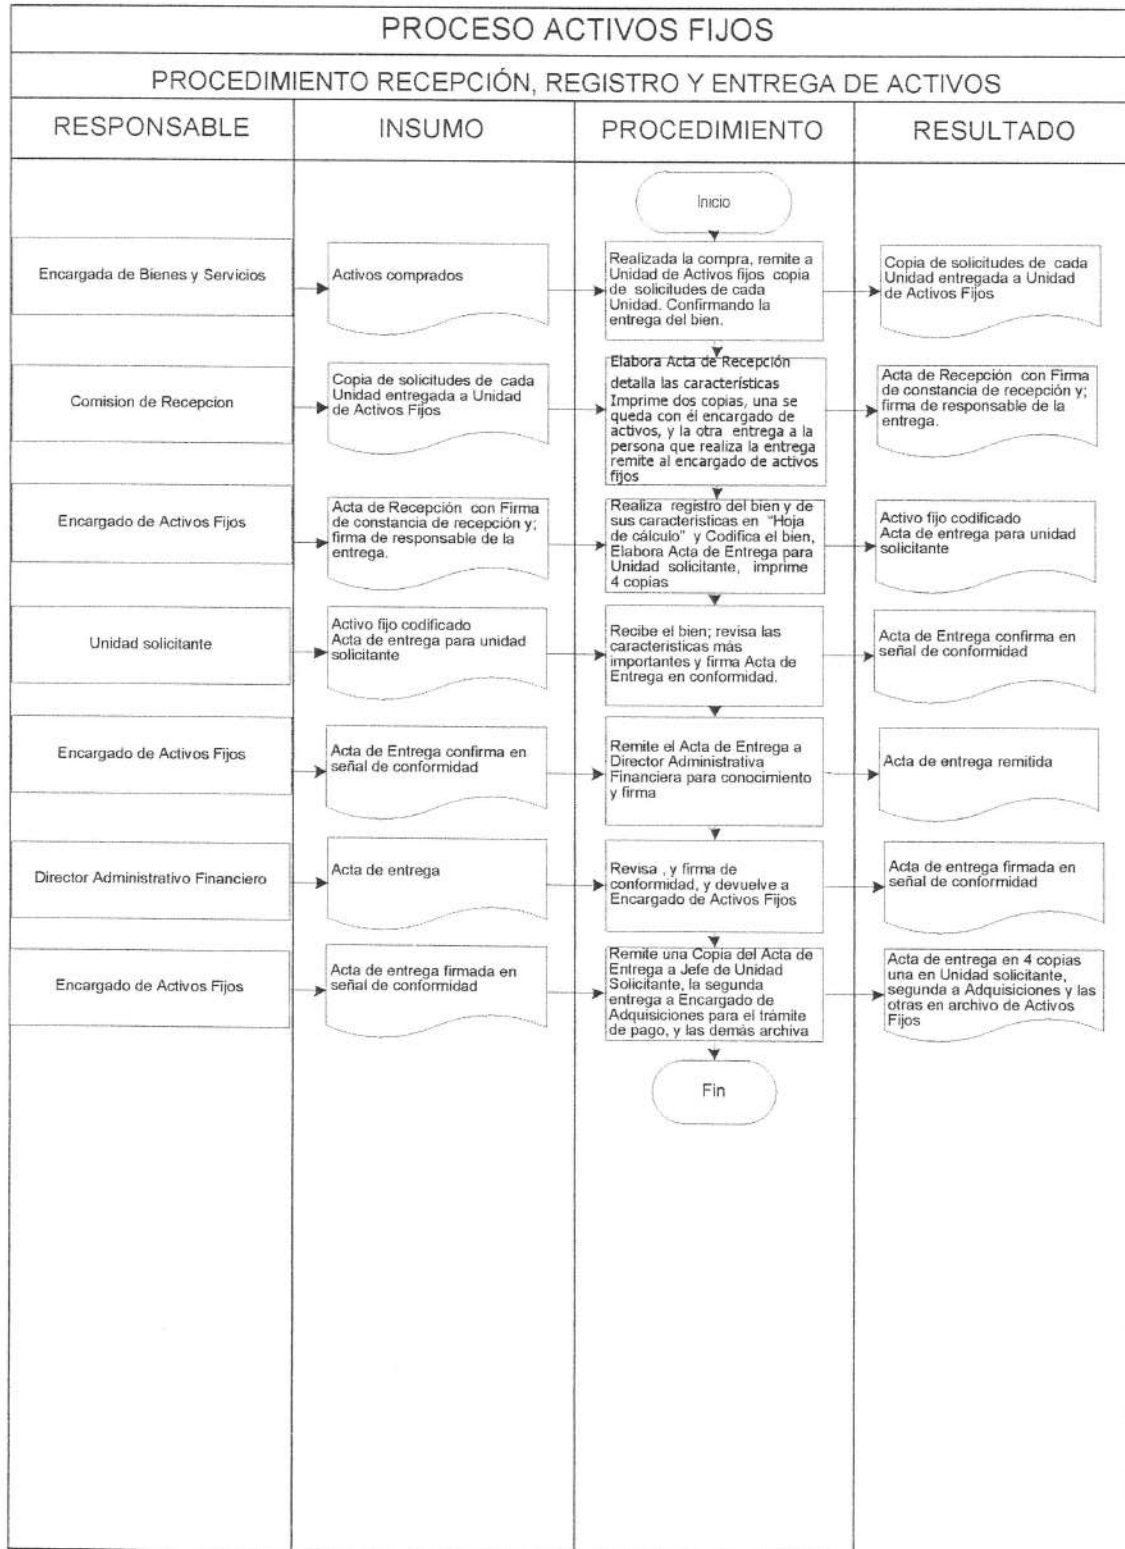 PROCESO ACTIVOS FIJOS
PROCEDIMIENTO RECEPCIÓN, REGISTRO Y ENTREGA DE ACTIVOS
RESPONSABLE
INSUMO
PROCEDIMIENTO
RESULTADO
Inicio
Encargada de Bienes y Servicios
Activos comprados
Realizada la compra, remite a
Unidad de Activos fijos copia
de solicitudes de cada
Unidad. Confirmando la
entrega del bien.
Copia de solicitudes de cada
Unidad entregada a Unidad
de Activos Fijos
Comision de Recepcion
Copia de solicitudes de cada
Unidad entregada a Unidad
de Activos Fijos
Elabora Acta de Recepción
detalla las características
Imprime dos copias, una se
queda con él encargado de
activos, y la otra entrega a la
persona que realiza la entrega
remite al encargado de activos
fijos
Acta de Recepción con Firma
de constancia de recepción y;
firma de responsable de la
entrega.
Encargado de Activos Fijos
Acta de Recepción con Firma
de constancia de recepción y;
firma de responsable de la
entrega.
Realiza registro del bien y de
sus características en "Hoja
de cálculo" y Codifica el bien,
Elabora Acta de Entrega para
Unidad solicitante, imprime
4 copias
Activo fijo codificado
Acta de entrega para unidad
solicitante
Unidad solicitante
Activo fijo codificado
Acta de entrega para unidad
solicitante
Recibe el bien; revisa las
características más
importantes y firma Acta de
Entrega en conformidad.
Acta de Entrega confirma en
señal de conformidad
Encargado de Activos Fijos
Acta de Entrega confirma en
señal de conformidad
Remite el Acta de Entrega a
Director Administrativa
Financiera para conocimiento
y firma
Acta de entrega remitida
Director Administrativo Financiero
Acta de entrega
Revisa , y firma de
conformidad, y devuelve a
Encargado de Activos Fijos
Acta de entrega firmada en
señal de conformidad
Encargado de Activos Fijos
Acta de entrega firmada en
señal de conformidad
Remite una Copia del Acta de
Entrega a Jefe de Unidad
Solicitante, la segunda
entrega a Encargado de
Adquisiciones para el trámite
de pago, y las demás archiva
Acta de entrega en 4 copias
una en Unidad solicitante,
segunda a Adquisiciones y las
otras en archivo de Activos
Fijos
Fin